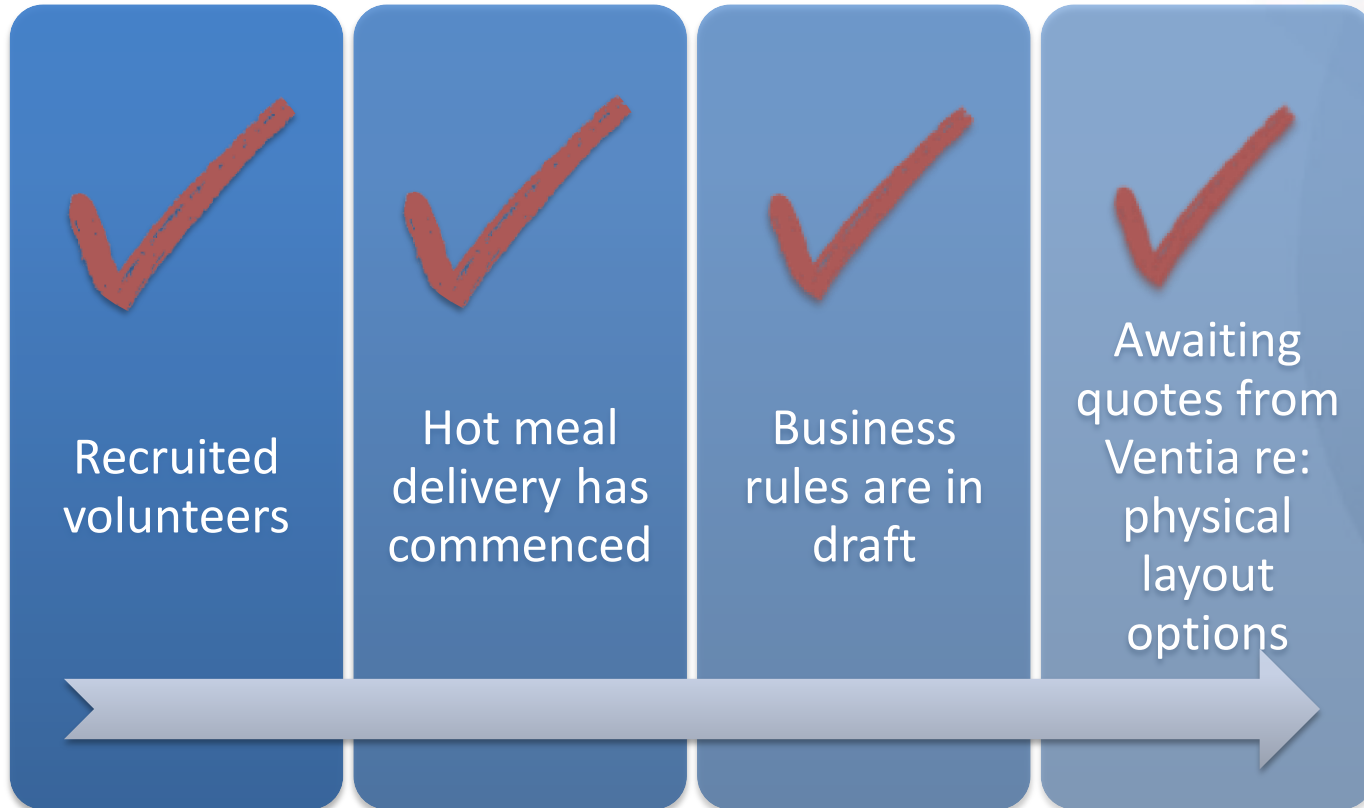 Recruited
volunteers
Hot meal
delivery has
commenced
Business
rules are in
draft
Awaiting
quotes from
Ventia re:
physical
layout
options